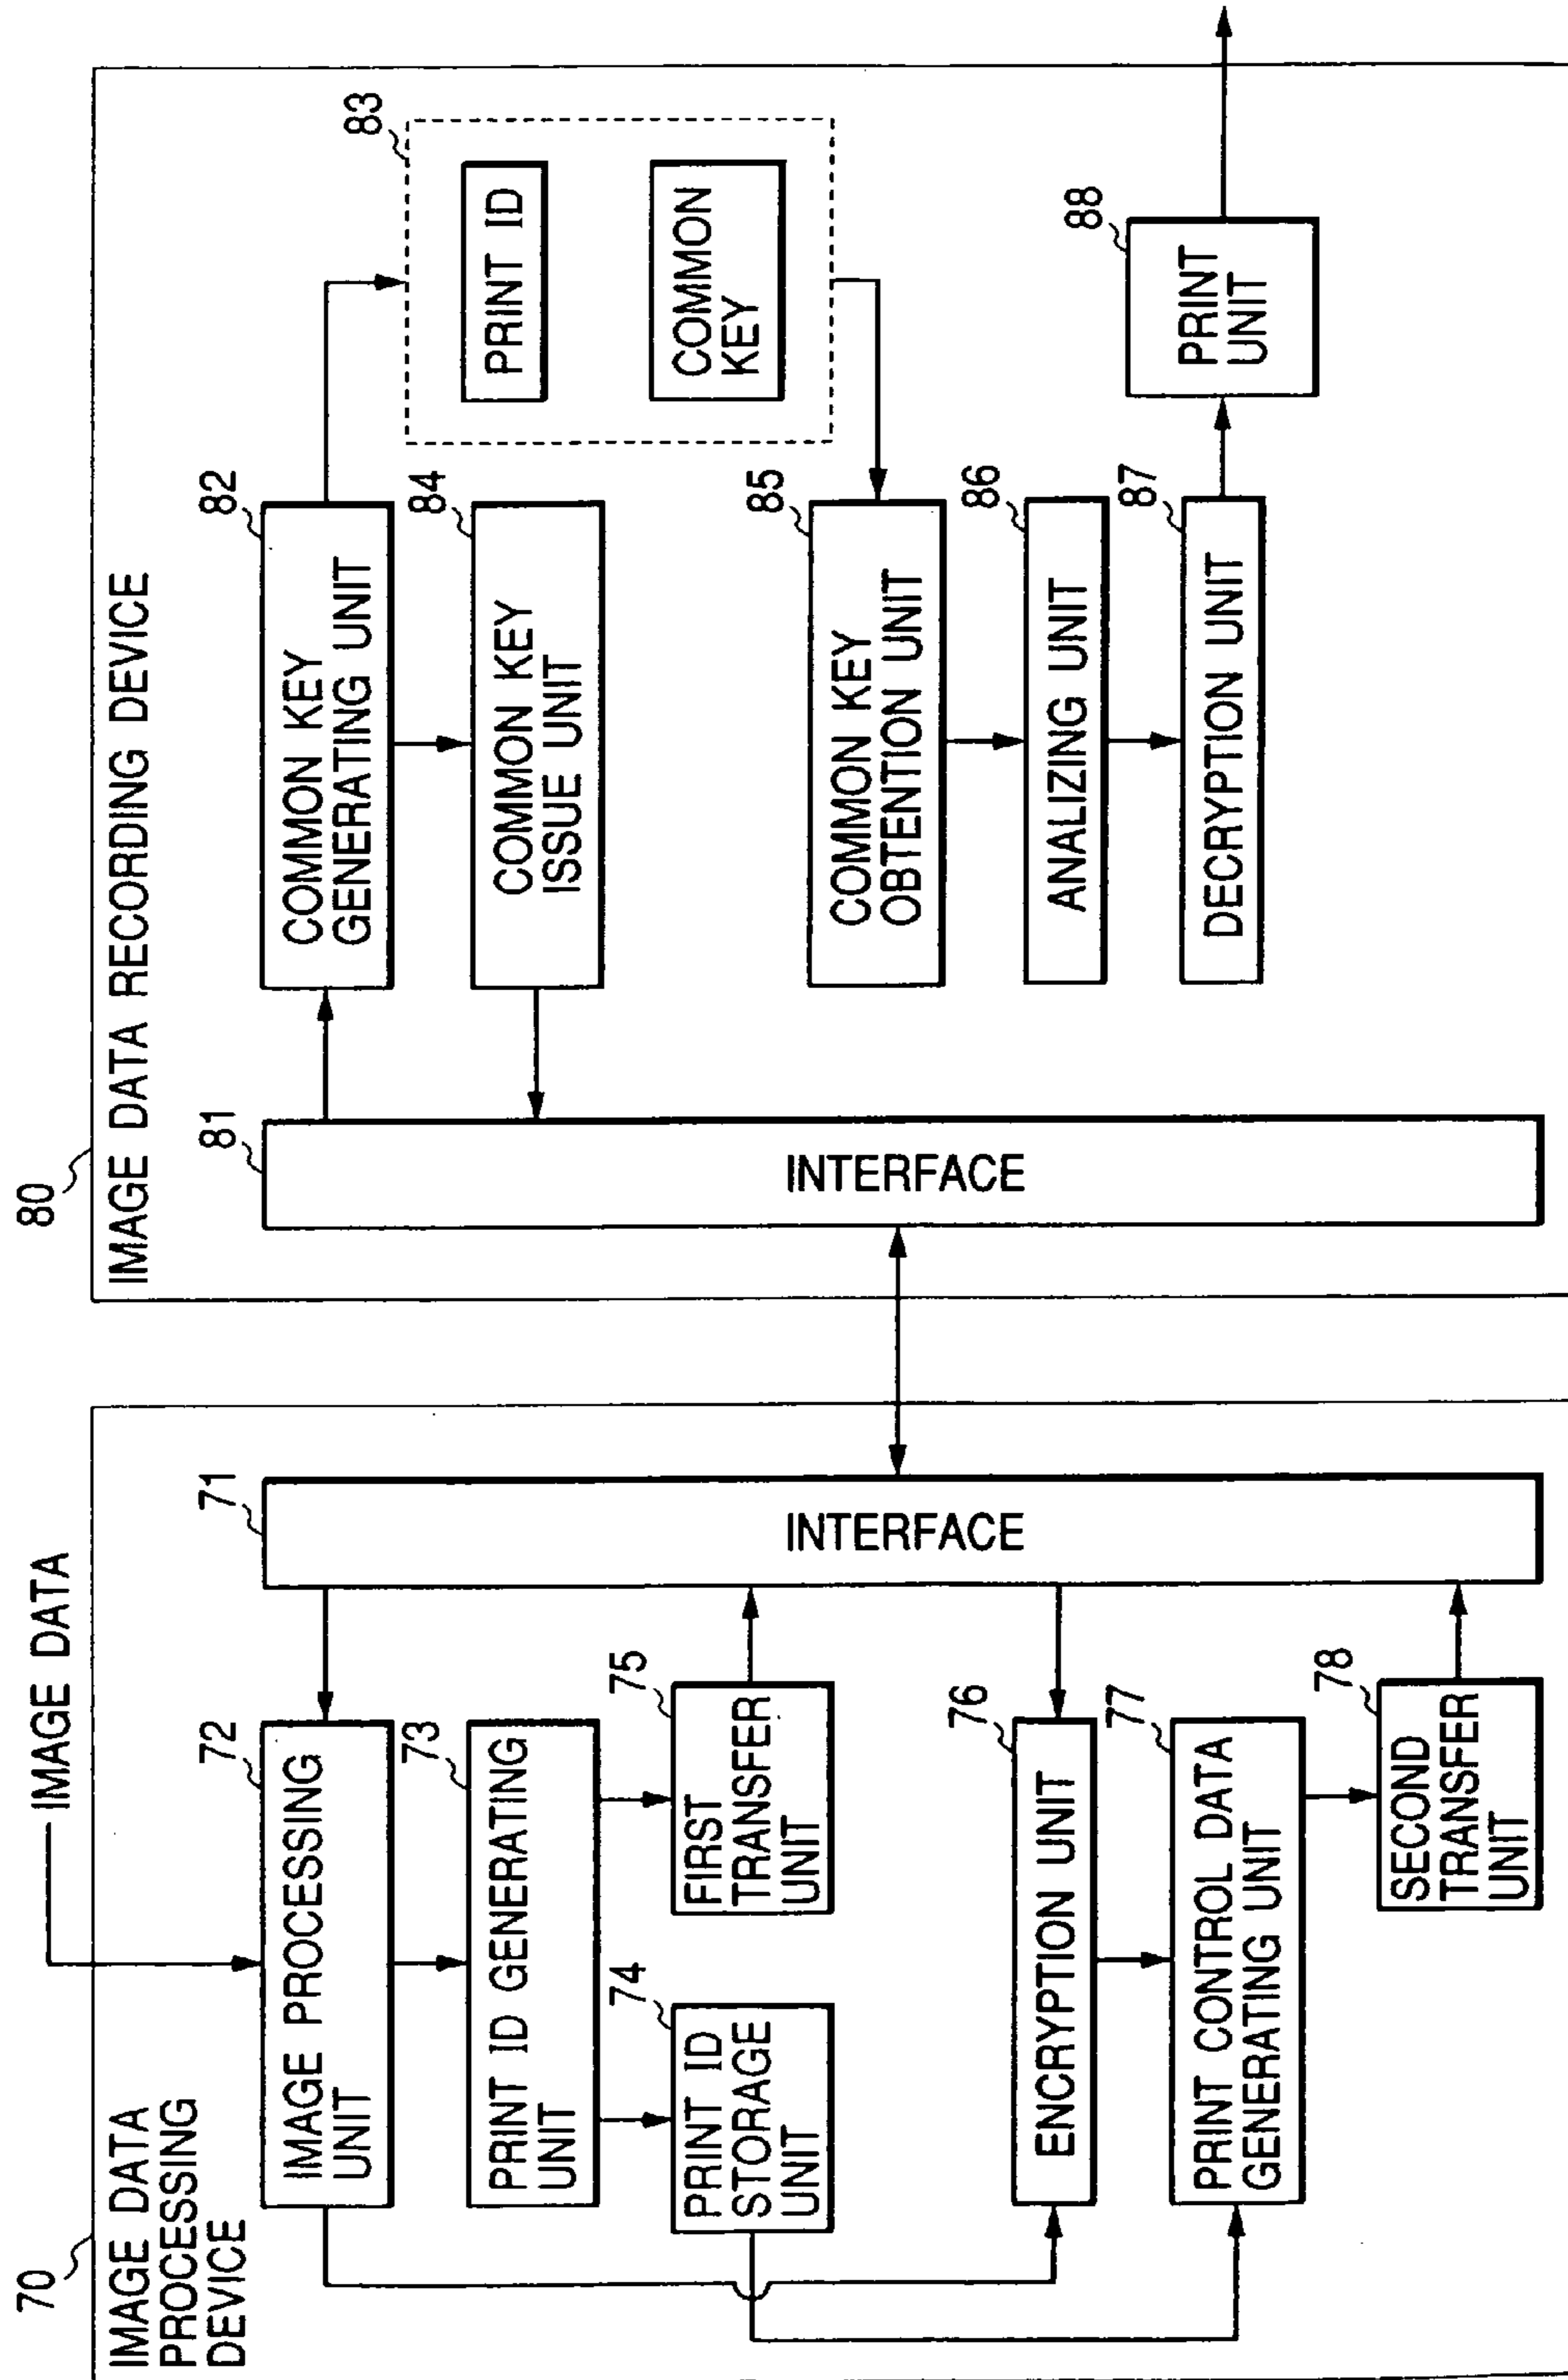 70
IMAGE DATA
PROCESSING
DEVICE
IMAGE DATA
72
IMAGE PROCESSING
UNIT
73
PRINT ID GENERATING
UNIT
74
PRINT ID
STORAGE
UNIT
75
FIRST
TRANSFER
UNIT
76
ENCRYPTION UNIT
77
PRINT CONTROL DATA
GENERATING UNIT
78
SECOND
TRANSFER
UNIT
71
INTERFACE
80
IMAGE DATA RECORDING DEVICE
81
INTERFACE
82
COMMON KEY
GENERATING UNIT
84
COMMON KEY
ISSUE UNIT
83
PRINT ID
COMMON
KEY
85
COMMON KEY
OBTENTION UNIT
86
ANALIZING UNIT
87
DECRYPTION UNIT
88
PRINT
UNIT